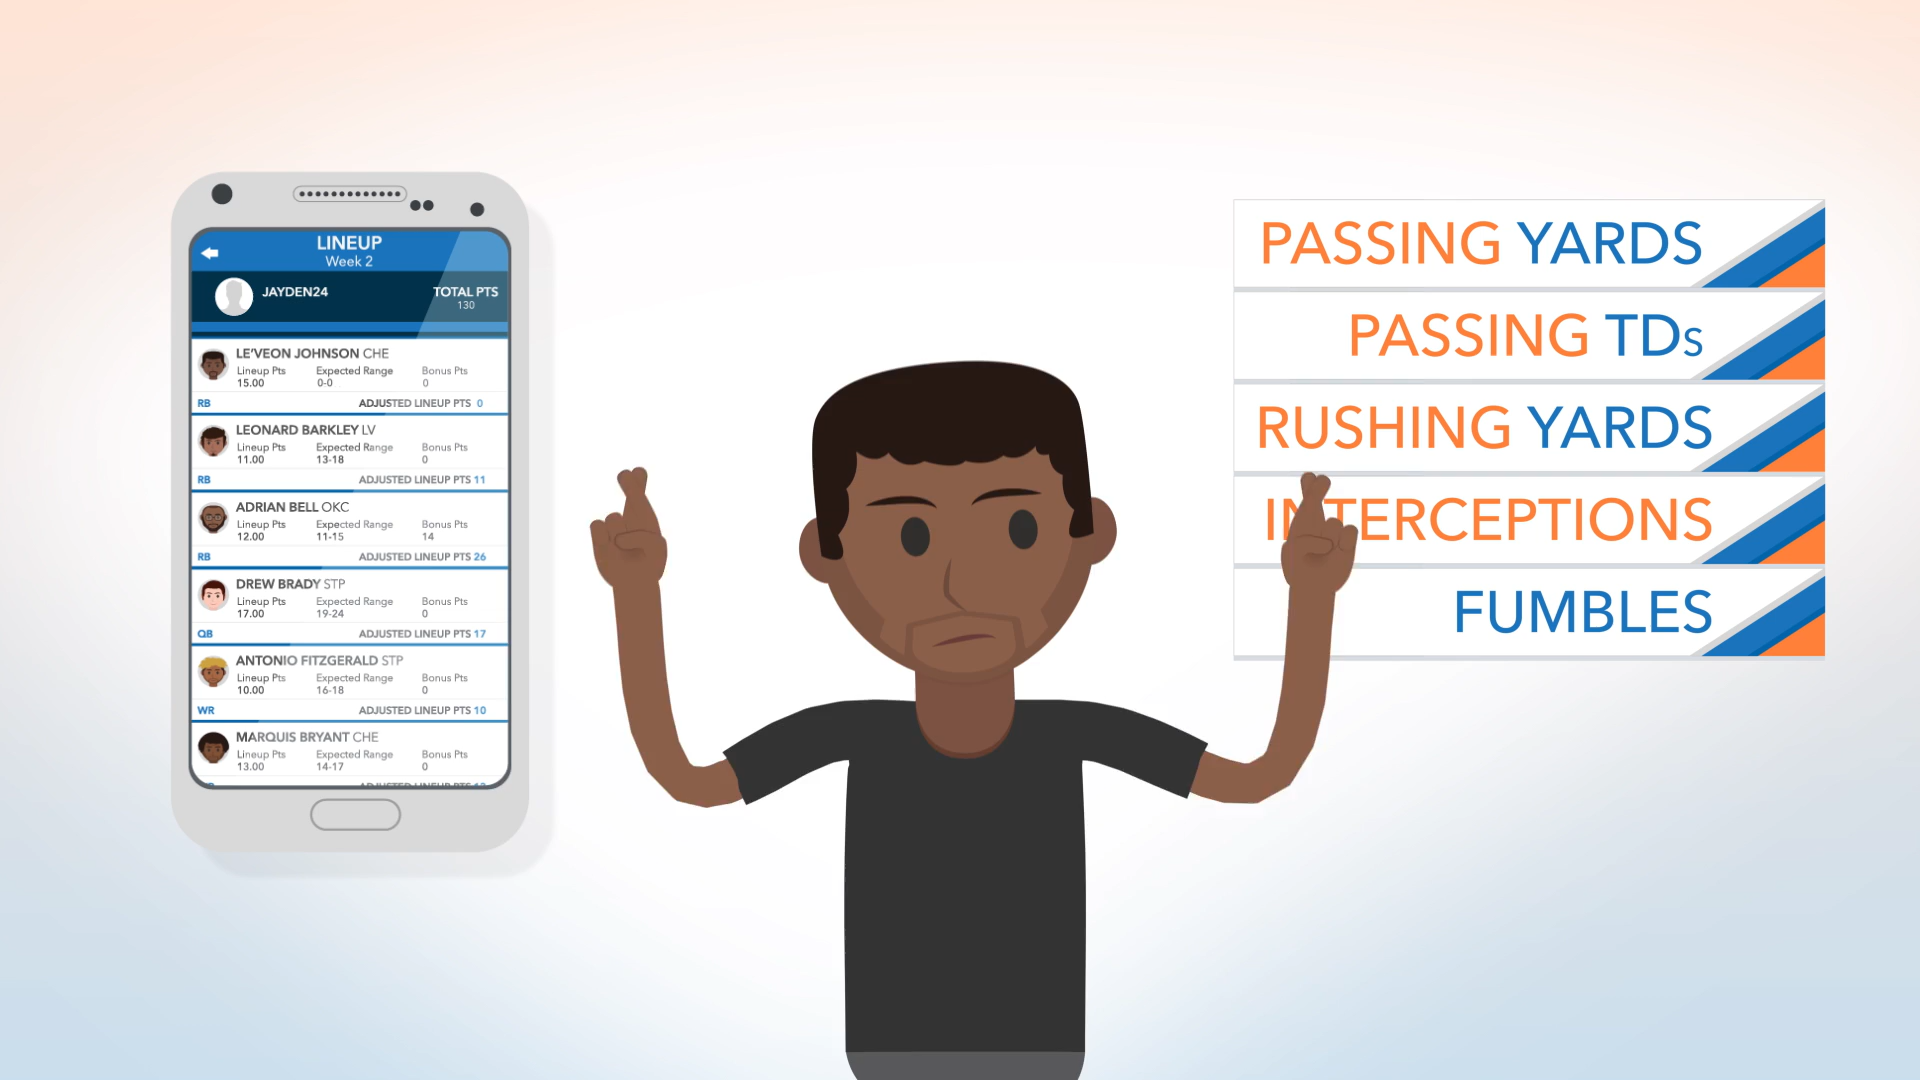 LINEUP
Week 2
JAYDEN24
TOTAL PTS
130
LE'VEON JOHNSON CHE
Lineup Pts Expected Range Bonus Pts
15.00 0-0 0
RB ADJUSTED LINEUP PTS 0
LEONARD BARKLEY LV
Lineup Pts Expected Range Bonus Pts
11.00 13-18 0
RB ADJUSTED LINEUP PTS 11
ADRIAN BELL OKC
Lineup Pts Expected Range Bonus Pts
12.00 11-15 14
RB ADJUSTED LINEUP PTS 26
DREW BRADY STP
Lineup Pts Expected Range Bonus Pts
17.00 19-24 0
QB ADJUSTED LINEUP PTS 17
ANTONIO FITZGERALD STP
Lineup Pts Expected Range Bonus Pts
10.00 16-18 0
WR ADJUSTED LINEUP PTS 10
MARQUIS BRYANT CHE
Lineup Pts Expected Range Bonus Pts
13.00 14-17 0
ADJUSTED LINEUP PTS
PASSING YARDS
PASSING TDs
RUSHING YARDS
INTERCEPTIONS
FUMBLES